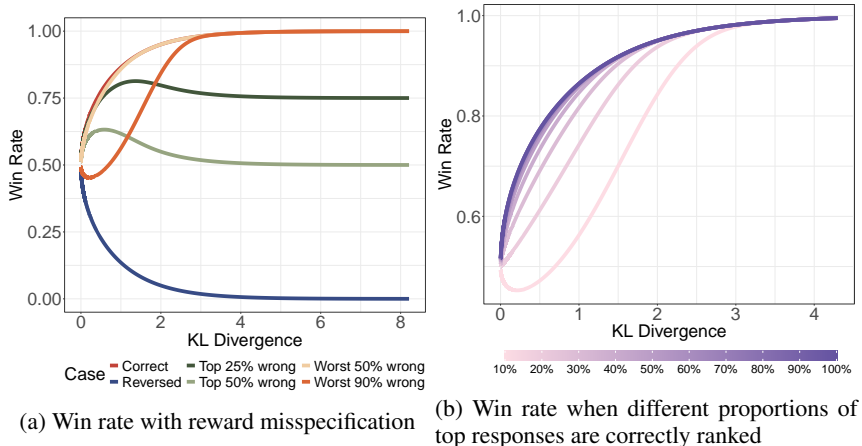 1.00
0.75
0.50
0.25
0.00
Win Rate
0 2 4 6 8
KL Divergence
Case Correct Top 25% wrong Worst 50% wrong
Reversed Top 50% wrong Worst 90% wrong
(a) Win rate with reward misspecification
1.0
0.8
0.6
Win Rate
0 1 2 3 4
KL Divergence
10% 20% 30% 40% 50% 60% 70% 80% 90% 100%
(b) Win rate when different proportions of
top responses are correctly ranked